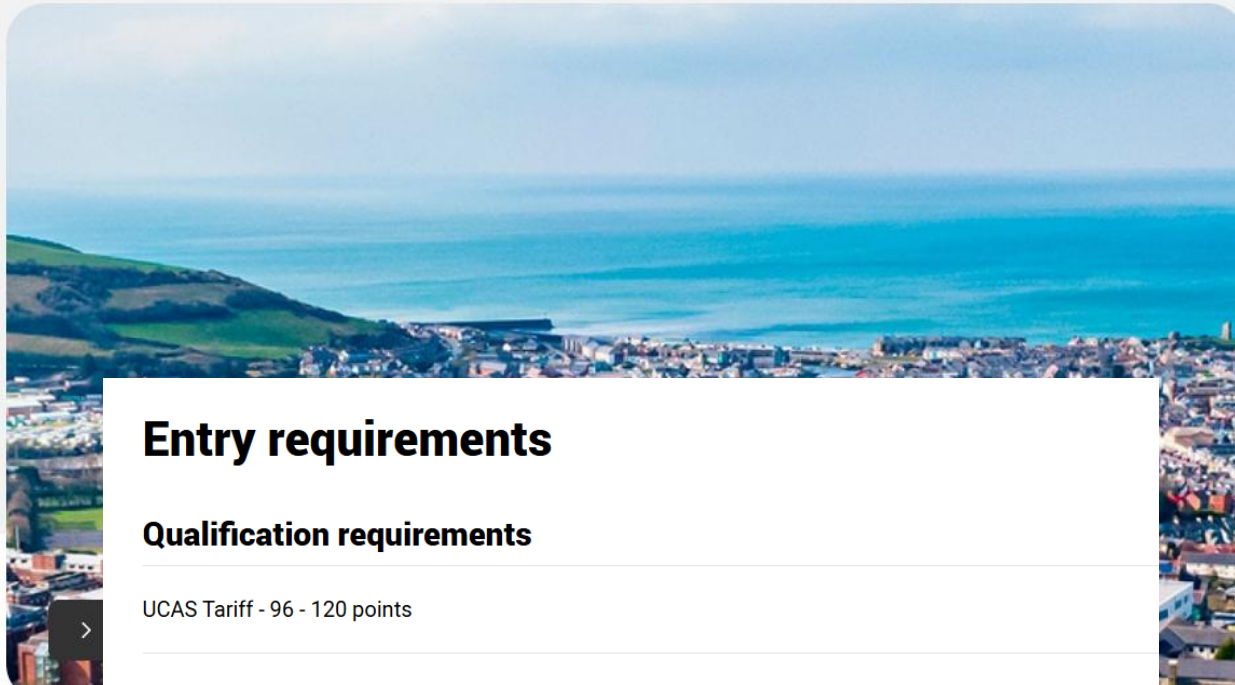 Entry requirements
Qualification requirements
UCAS Tariff - 96 - 120 points